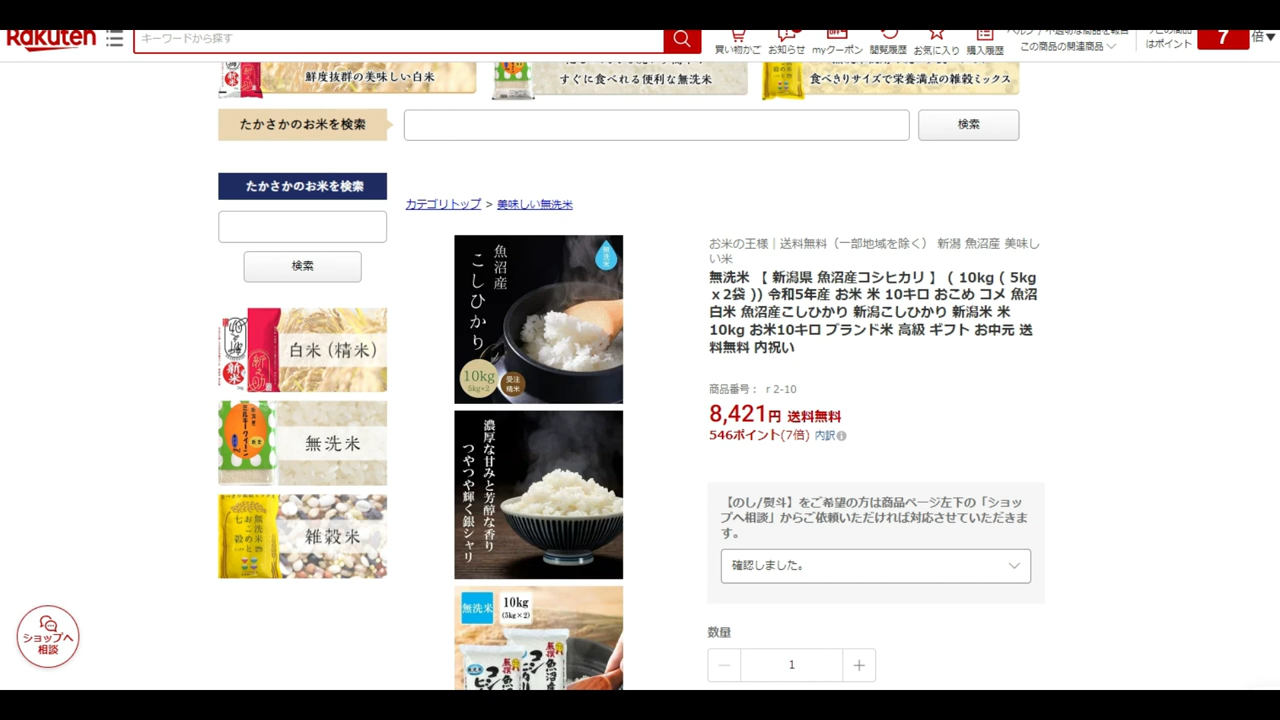 Rakuten
キーワードから探す
買い物かご
お知らせ
myクーポン
閲覧履歴
お気に入り
購入履歴
この商品の関連商品
はポイント
7
倍
鮮度抜群の美味しい白米
すぐに食べれる便利な無洗米
食べきりサイズで栄養満点の雑穀ミックス
たかさかのお米を検索
検索
たかさかのお米を検索
検索
カテゴリトップ > 美味しい無洗米
白米(精米)
新米
無洗米
雑穀米
魚沼産
こしひかり
無洗米
10kg
5kg×2
受注
精米
濃厚な甘みと芳醇な香り
つやつや輝く銀シャリ
無洗米
10kg
(5kg×2)
お米の王様|送料無料（一部地域を除く） 新潟 魚沼産 美味し
い米
無洗米 【 新潟県 魚沼産コシヒカリ 】 ( 10kg ( 5kg
x 2袋 )) 令和5年産 お米 米 10キロ おこめ コメ 魚沼
白米 魚沼産こしひかり 新潟こしひかり 新潟米 米
10kg お米10キロ ブランド米 高級 ギフト お中元 送
料無料 内祝い
商品番号： r 2-10
8,421円 送料無料
546ポイント(7倍) 内訳
【のし/熨斗】をご希望の方は商品ページ左下の「ショッ
プへ相談」からご依頼いただければ対応させていただきま
す。
確認しました。
数量
1
ショップへ
相談